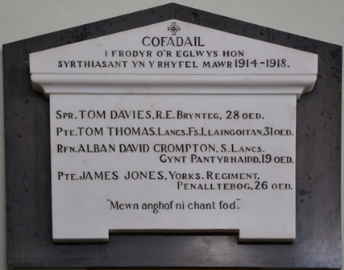 COFADAIL
I FRODYR O'R EGLWYS HON
SYRTHIASANT YN Y RHYFEL MAWR 1914-1918.
SPR. TOM DAVIES, R.E. BRYNTEG, 28 OED.
PTE. TOM THOMAS. LANCS. FS. LLAINGOITAN, 31 OED.
RFN. ALBAN DAVID CROMPTON, S. LANCS.
GYNT PANTYRHAIDD, 19 OED.
PTE. JAMES JONES, YORKS. REGIMENT,
PENALLTEBOG, 26 OED.
"Mewn anghof ni chant fod."